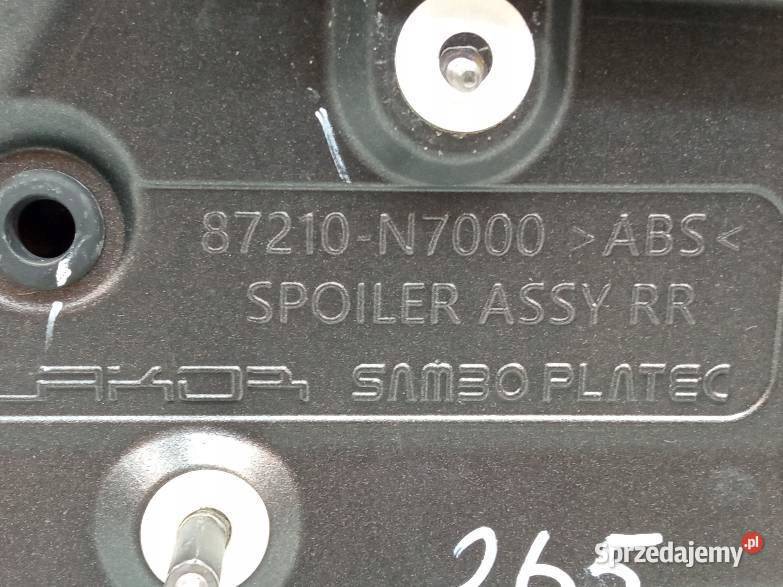 87210-N7000 >ABS<
SPOILER ASSY RR
SAMBO PLATEC
265
Sprzedajemy.pl